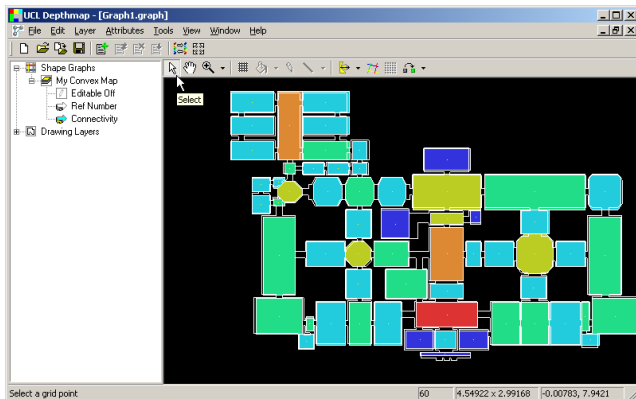 UCL Depthmap - [Graph1.graph]
File Edit Layer Attributes Tools View Window Help
Shape Graphs
My Convex Map
Editable Off
Ref Number
Connectivity
Drawing Layers
Select
Select a grid point 60 4.54922 x 2.99168 -0.00783, 7.9421